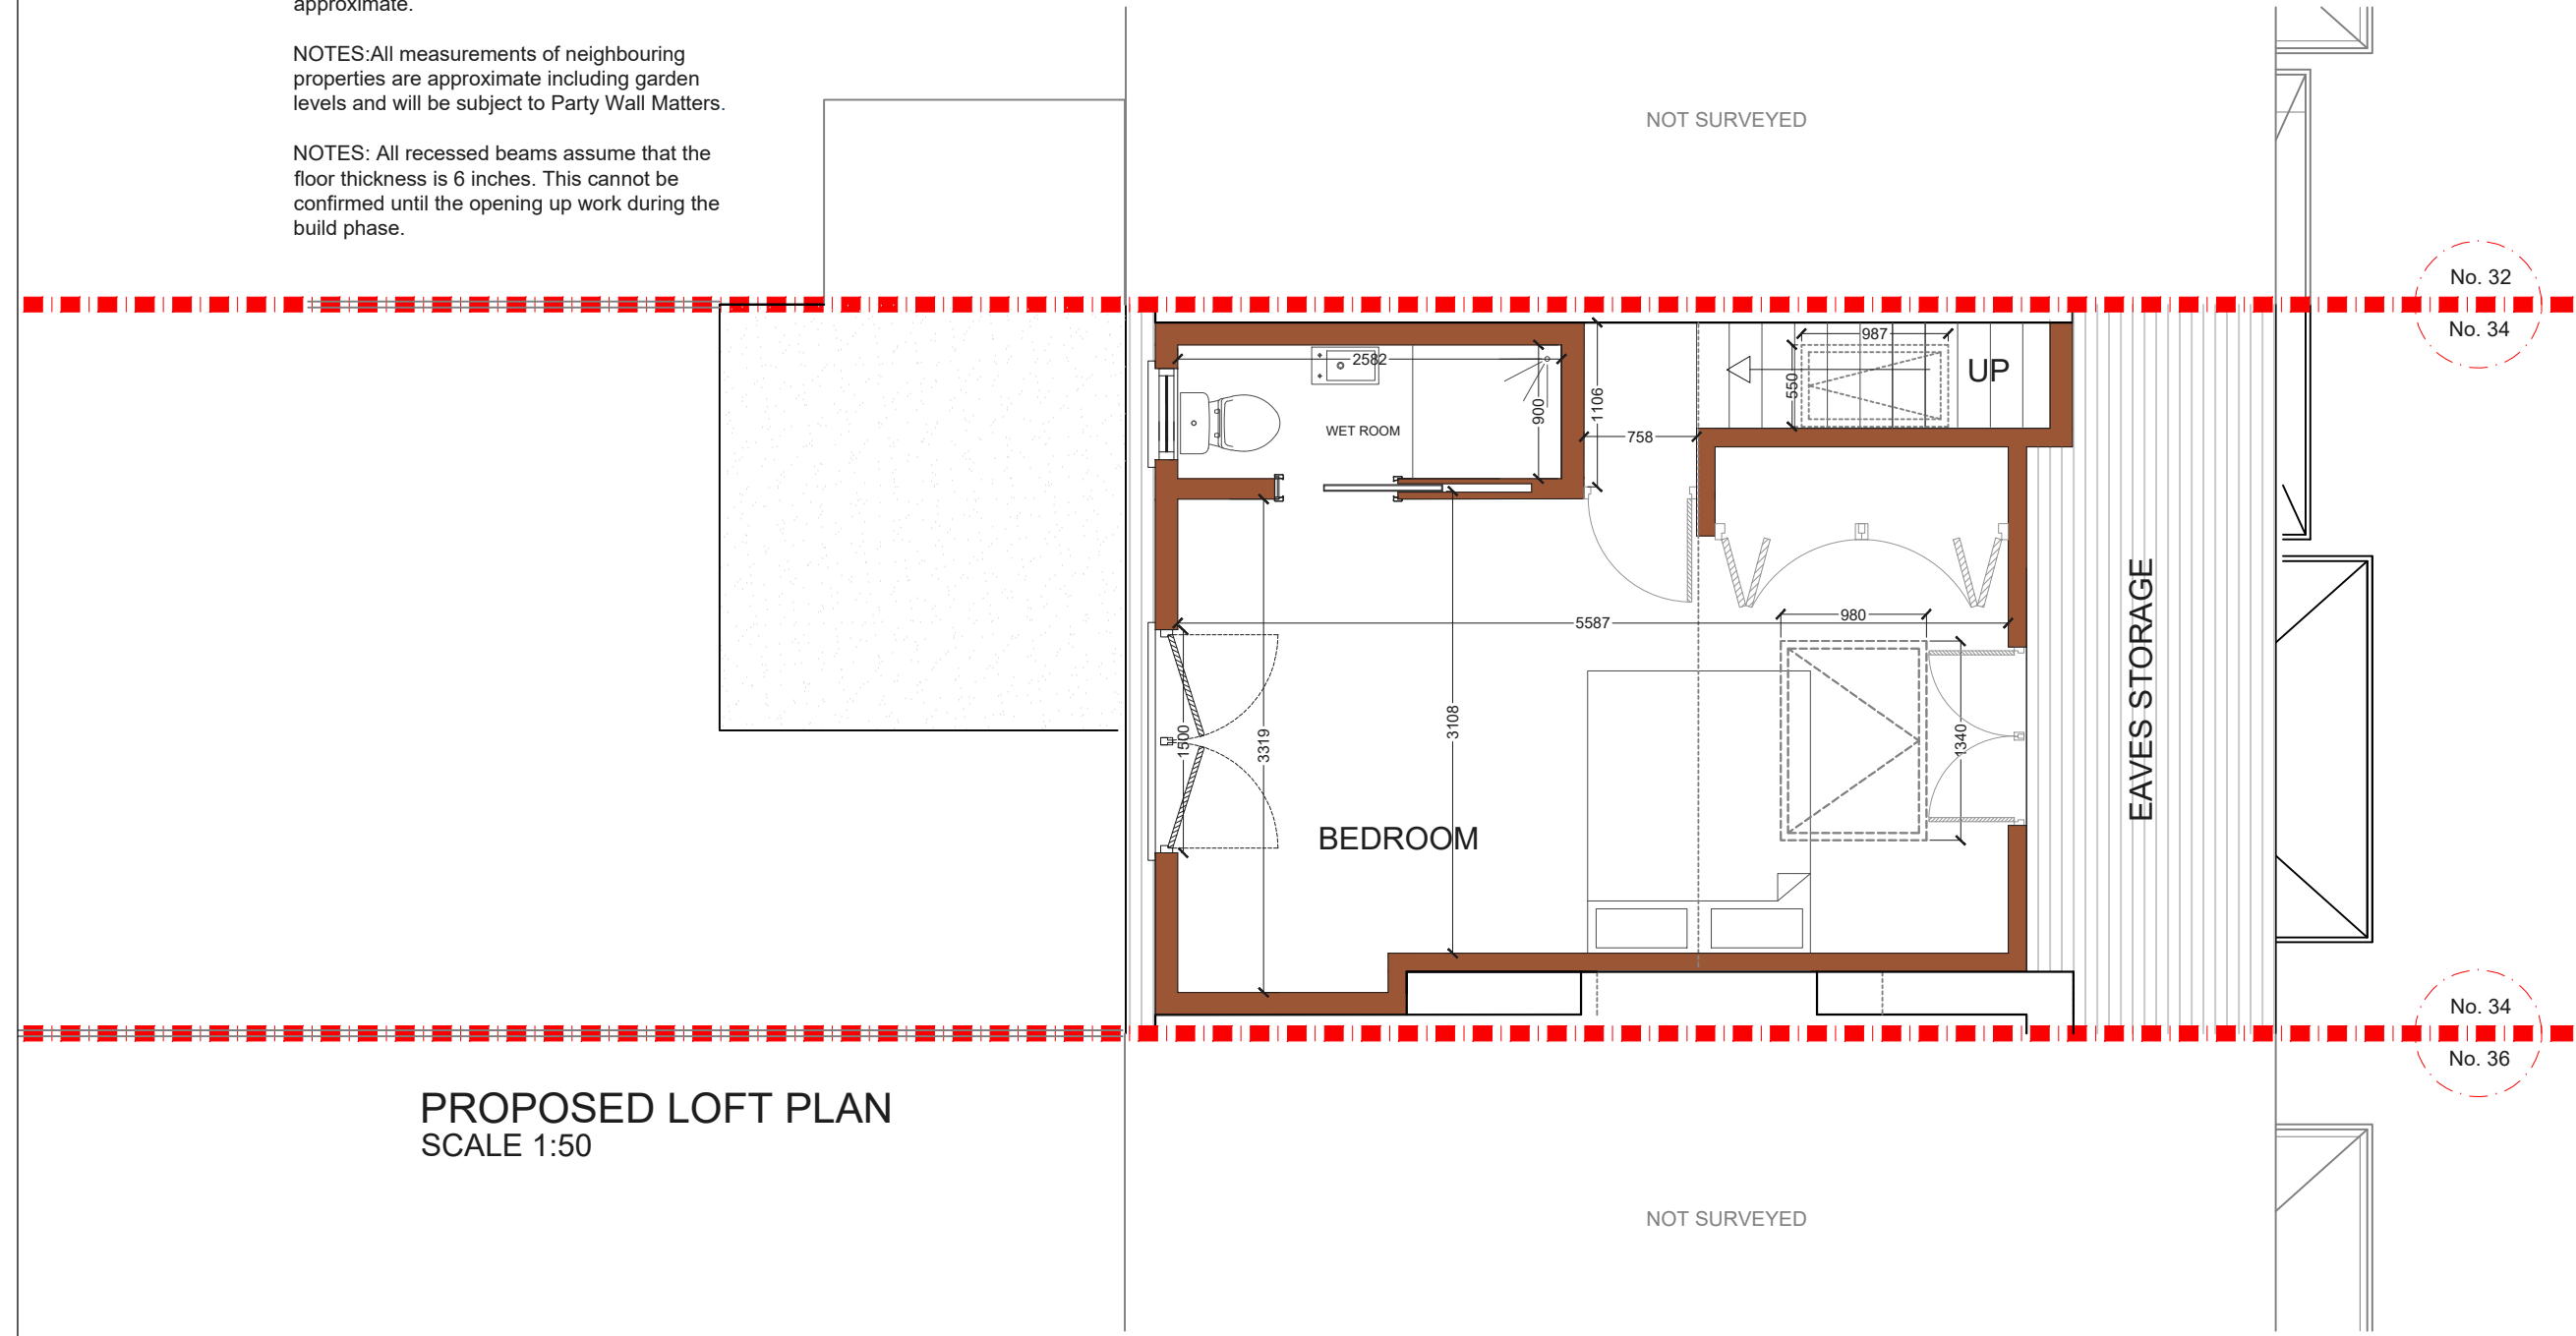 approximate.
NOTES:All measurements of neighbouring
properties are approximate including garden
levels and will be subject to Party Wall Matters.
NOTES: All recessed beams assume that the
floor thickness is 6 inches. This cannot be
confirmed until the opening up work during the
build phase.
NOT SURVEYED
No. 32
No. 34
987
2582
550
UP
900
1106
WET ROOM
758
5587
980
EAVES STORAGE
1500
3319
3108
1340
BEDROOM
No. 34
No. 36
PROPOSED LOFT PLAN
SCALE 1:50
NOT SURVEYED